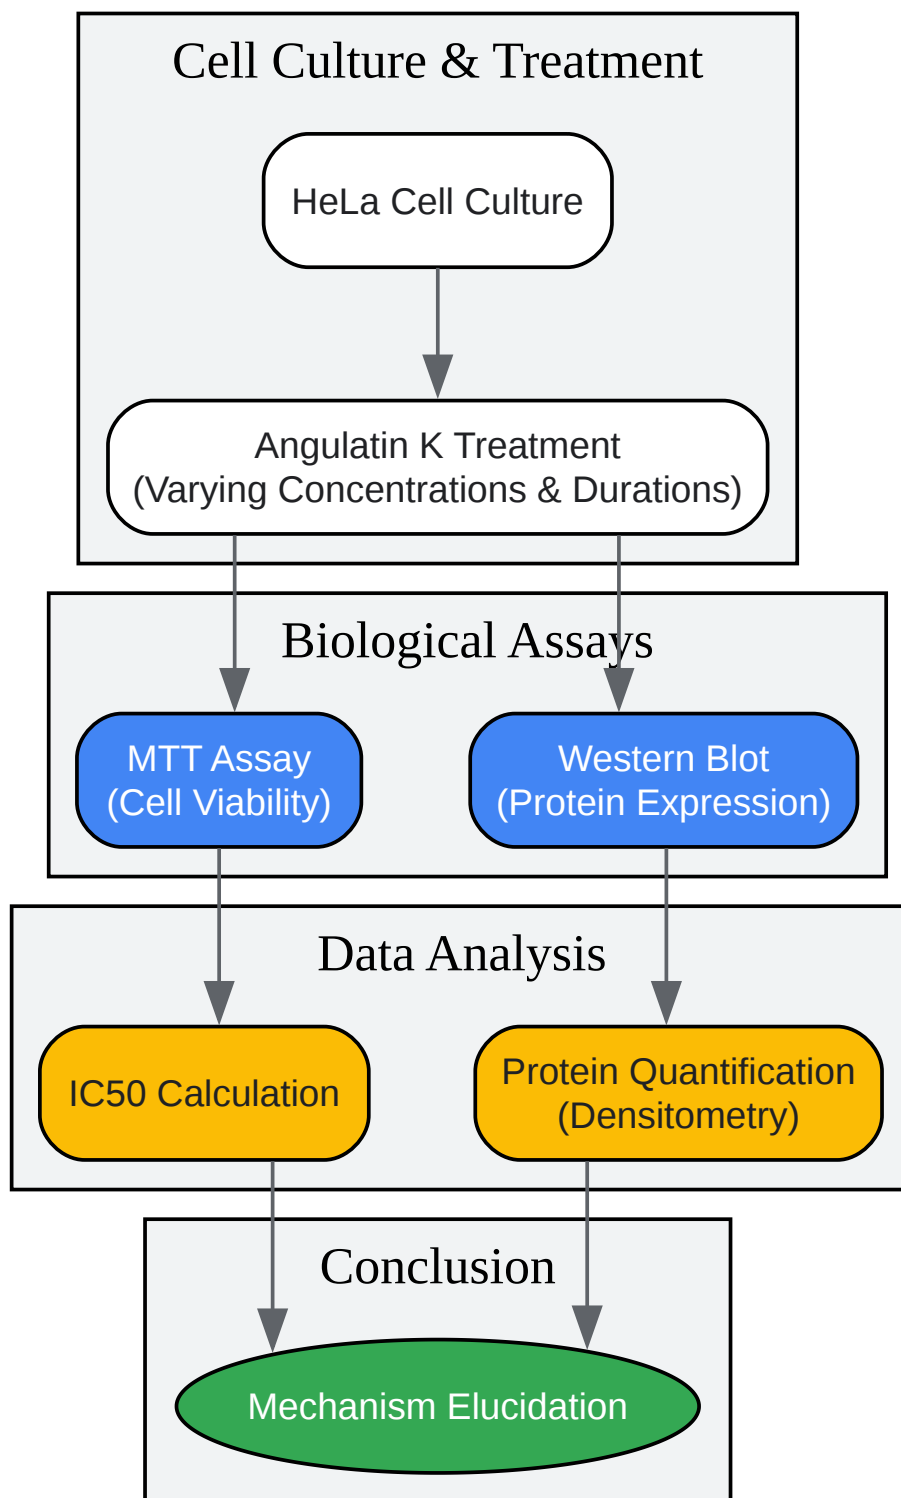 Cell Culture & Treatment
HeLa Cell Culture
Angulatin K Treatment
(Varying Concentrations & Durations)
Biological Assays
MTT Assay
(Cell Viability)
Western Blot
(Protein Expression)
Data Analysis
IC50 Calculation
Protein Quantification
(Densitometry)
Conclusion
Mechanism Elucidation